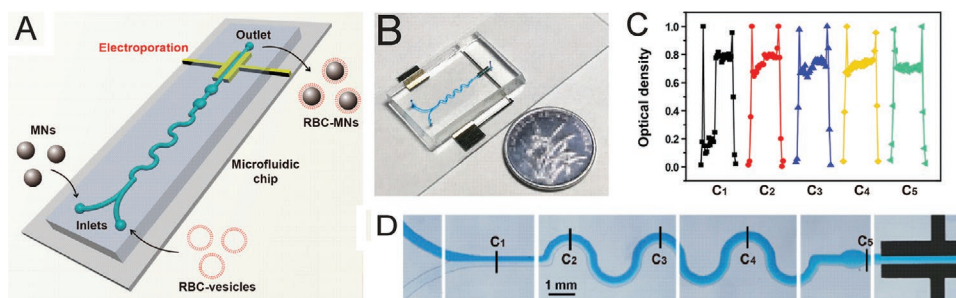 A
Electroporation
Outlet
RBC-MNs
MNs
Microfluidic
chip
Inlets
RBC-vesicles
B
C
Optical density
1.0
0.8
0.6
0.4
0.2
0.0
C1
C2
C3
C4
C5
D
C1
C2
C3
C4
C5
1 mm